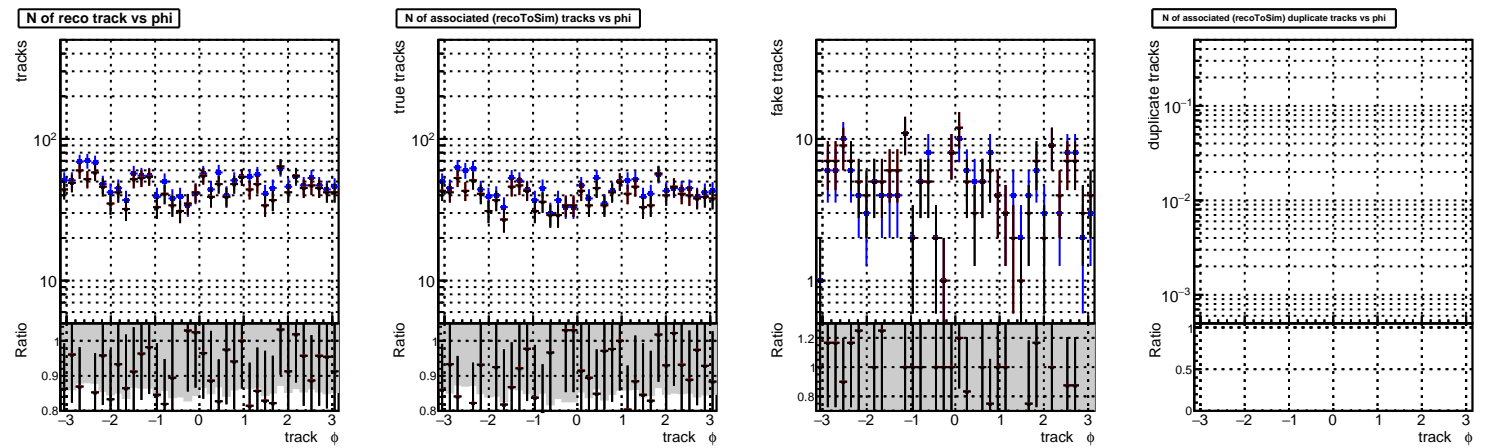 N of reco track vs phi
N of associated (recoToSim) tracks vs phi
N of associated (recoToSim) duplicate tracks vs phi
tracks
10²
10
Ratio
1
0.9
0.8
−3 −2 −1 0 1 2 3
track ϕ
true tracks
10²
10
Ratio
1
0.9
0.8
−3 −2 −1 0 1 2 3
track ϕ
fake tracks
10
1
Ratio
1.2
1
0.8
−3 −2 −1 0 1 2 3
track ϕ
duplicate tracks
10⁻¹
10⁻²
10⁻³
Ratio
1
0.5
0
−3 −2 −1 0 1 2 3
track ϕ